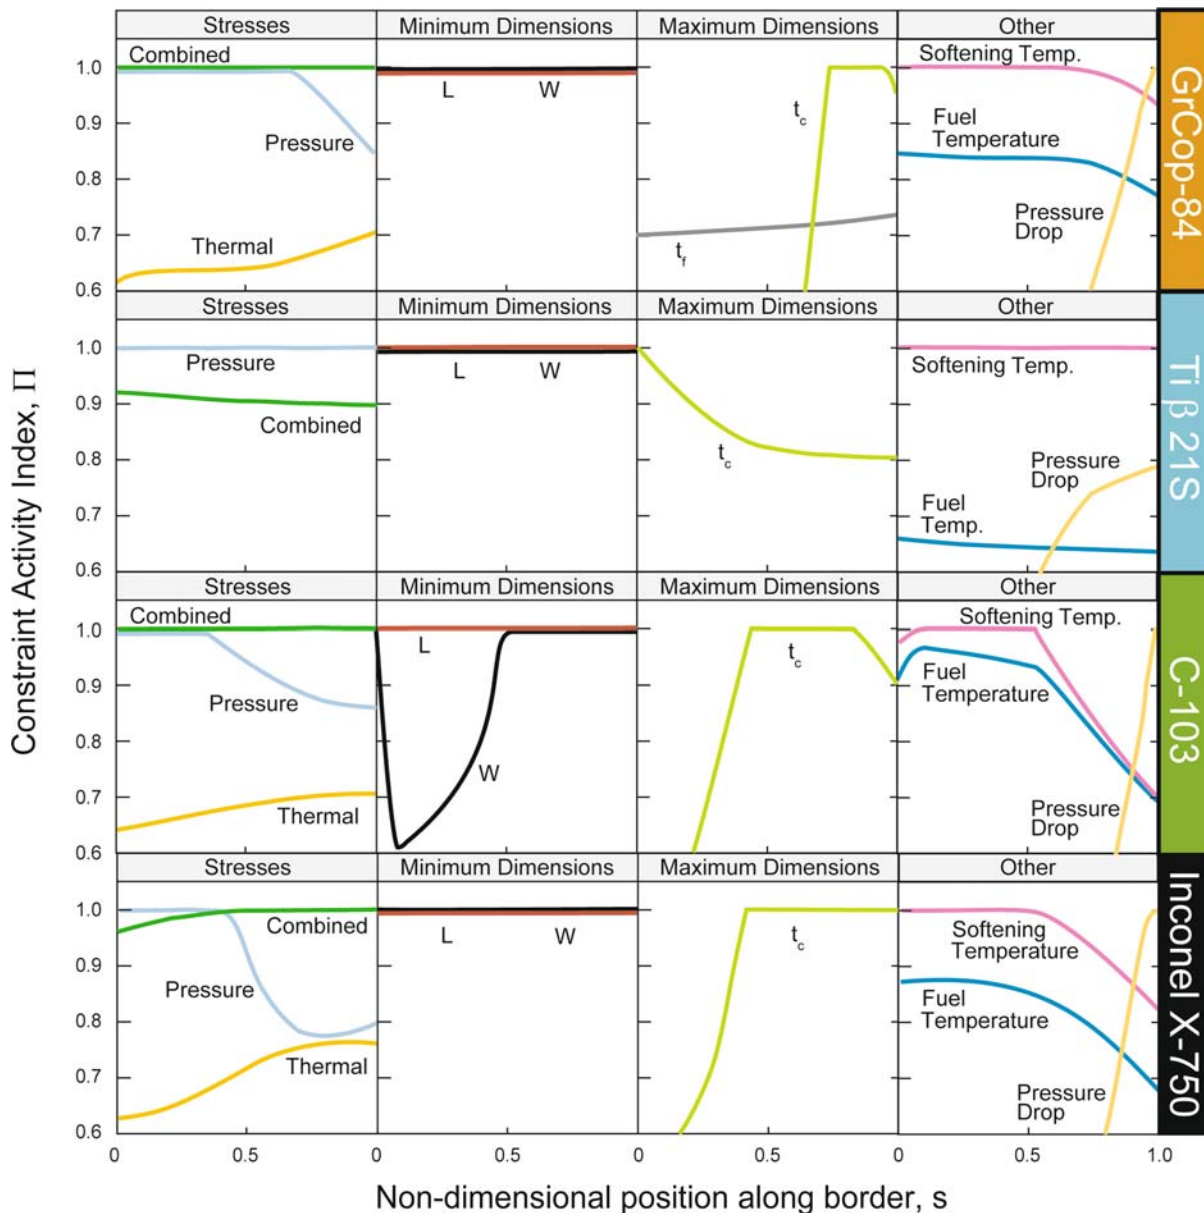 Stresses Minimum Dimensions Maximum Dimensions Other
Combined
Softening Temp.
1.0
L W
t_c
0.9
Fuel
Temperature
Pressure
0.8
Pressure
Drop
Thermal
0.7
t_f
0.6
GrCop-84
Stresses Minimum Dimensions Maximum Dimensions Other
1.0
Pressure
L W
Softening Temp.
0.9
Combined
t_c
0.8
Pressure
Drop
0.7
Fuel
Temp.
0.6
Ti β 21S
Stresses Minimum Dimensions Maximum Dimensions Other
Combined
Softening Temp.
1.0
L
t_c
0.9
Pressure
Fuel
Temperature
0.8
W
0.7
Thermal
Pressure
Drop
0.6
C-103
Stresses Minimum Dimensions Maximum Dimensions Other
1.0
Combined
L W
t_c
Softening
Temperature
0.9
Pressure
Fuel
Temperature
0.8
Thermal
0.7
Pressure
Drop
0.6
Inconel X-750
0 0.5 0 0.5 0 0.5 0 0.5 1.0
Non-dimensional position along border, s
Constraint Activity Index, Π